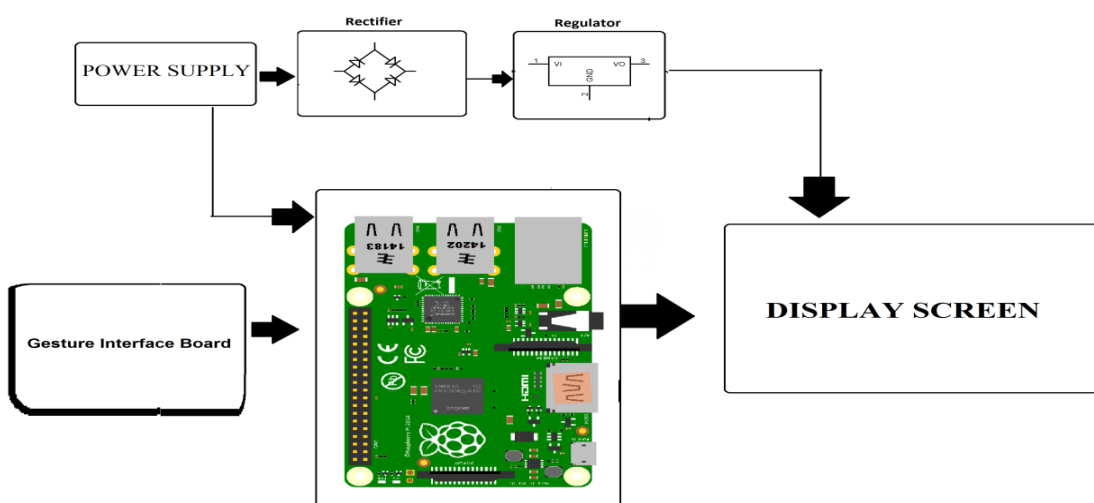 Rectifier
Regulator
POWER SUPPLY
1
VI
VO
3
GND
2
14183
14202
Gesture Interface Board
DISPLAY SCREEN
HDMI